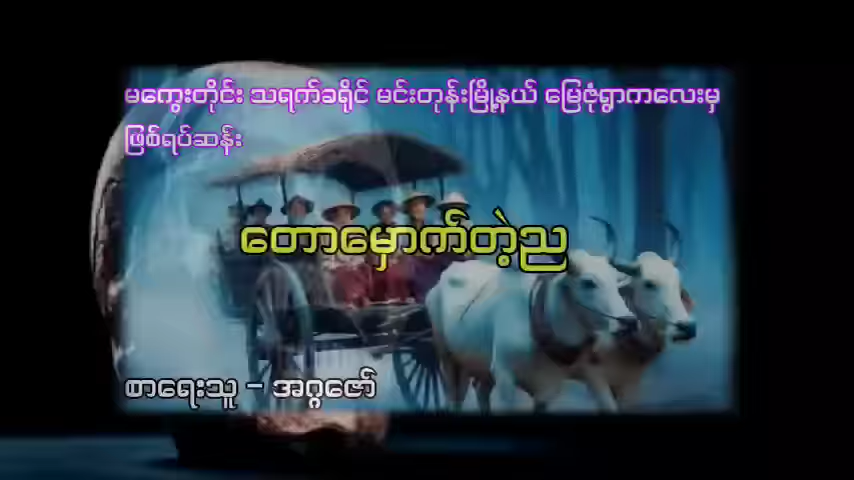 မကွေးတိုင်း သရက်ခရိုင် မင်းတုန်းမြို့နယ် မြေဇုံရွာကလေးမှ
ဖြစ်ရပ်ဆန်း
တောမှောက်တဲ့ည
စာရေးသူ - အဂ္ဂဇော်